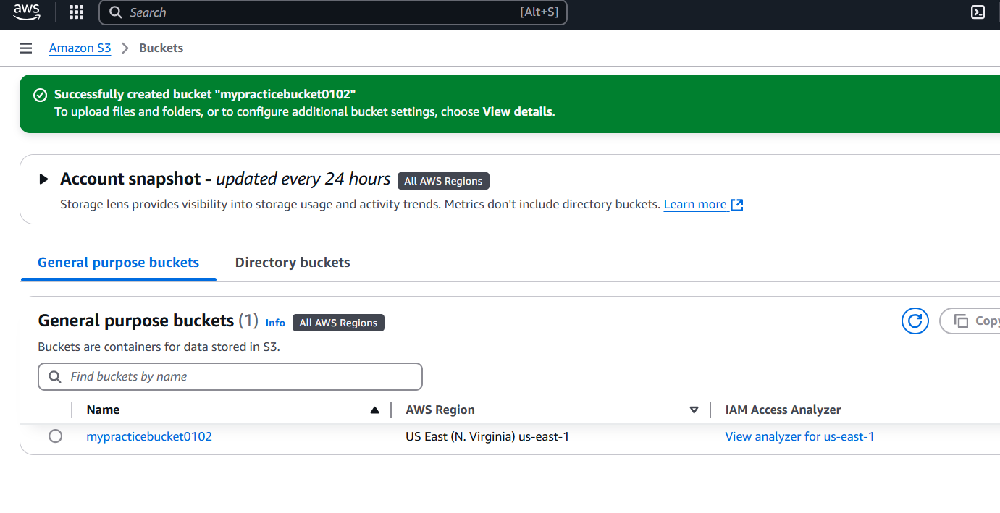 aws
Search [Alt+S]
Amazon S3 Buckets
Successfully created bucket "mypracticebucket0102"
To upload files and folders, or to configure additional bucket settings, choose View details.
Account snapshot - updated every 24 hours All AWS Regions
Storage lens provides visibility into storage usage and activity trends. Metrics don't include directory buckets. Learn more
General purpose buckets Directory buckets
General purpose buckets (1) Info All AWS Regions
Copy
Buckets are containers for data stored in S3.
Find buckets by name
Name AWS Region IAM Access Analyzer
mypracticebucket0102 US East (N. Virginia) us-east-1 View analyzer for us-east-1